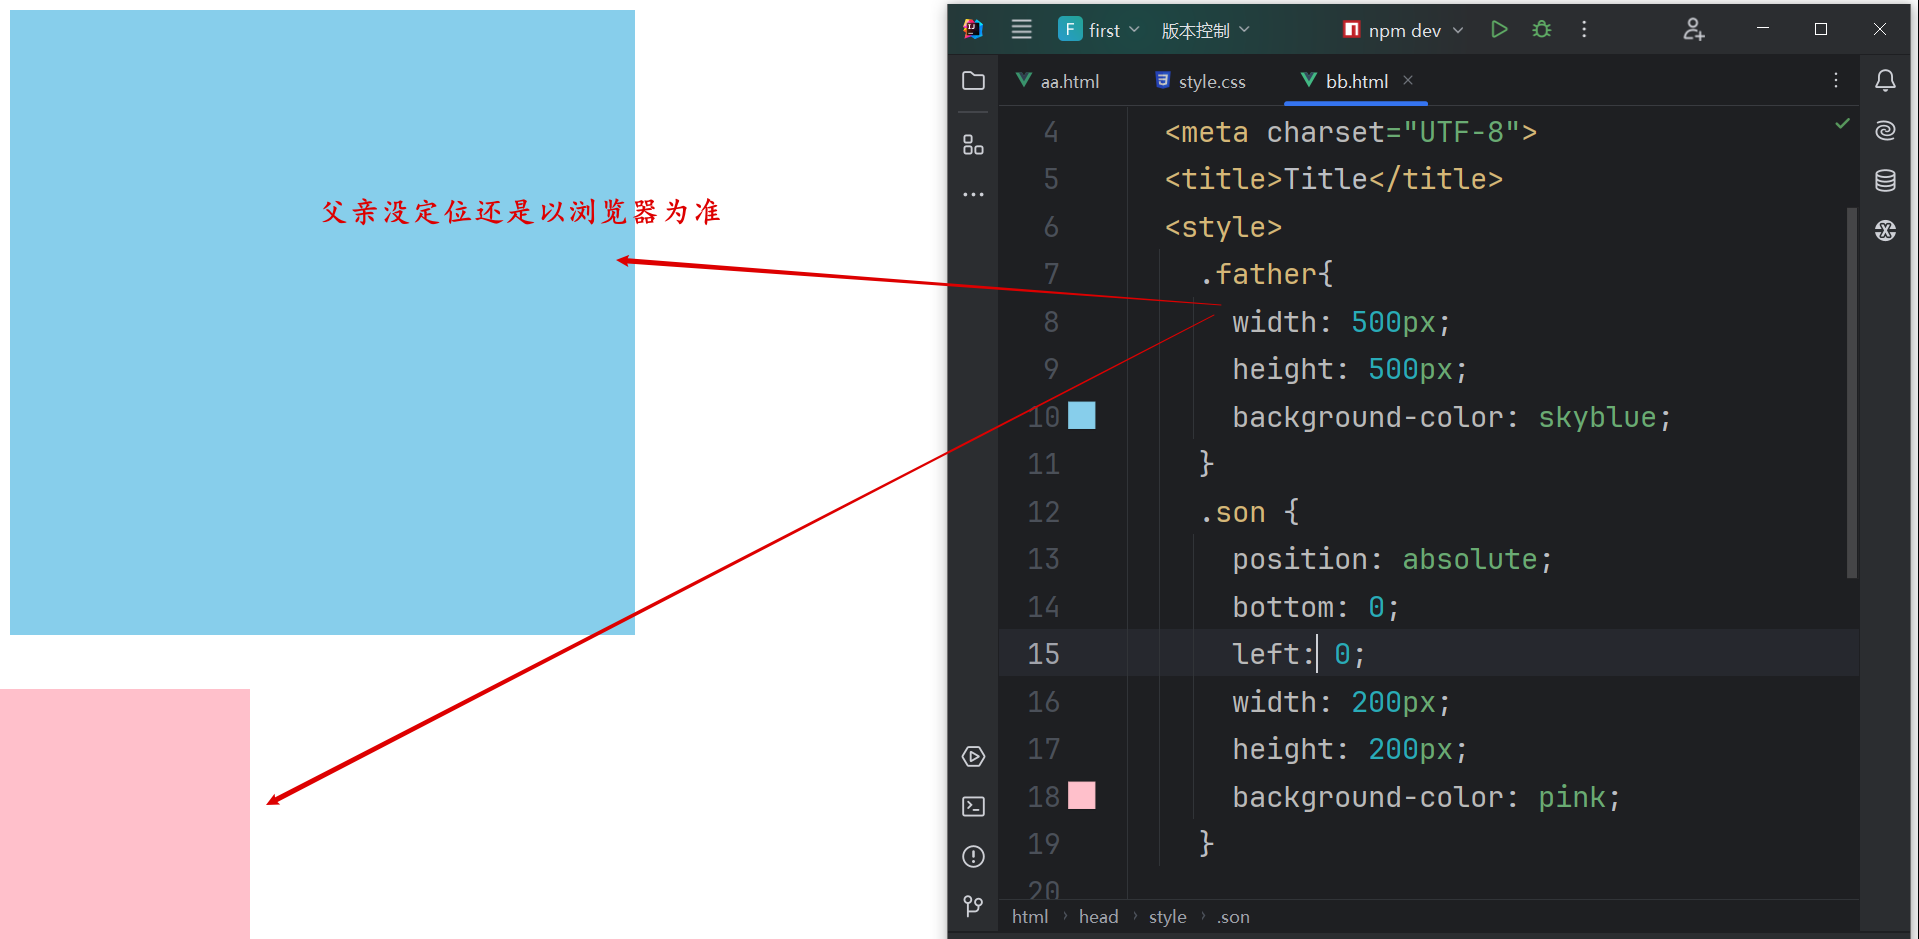 父亲没定位还是以浏览器为准
F first 版本控制 npm dev
aa.html style.css bb.html
4 <meta charset="UTF-8">
5 <title>Title</title>
6 <style>
7 .father{
8 width: 500px;
9 height: 500px;
10 background-color: skyblue;
11 }
12 .son {
13 position: absolute;
14 bottom: 0;
15 left: 0;
16 width: 200px;
17 height: 200px;
18 background-color: pink;
19 }
20
html › head › style › .son